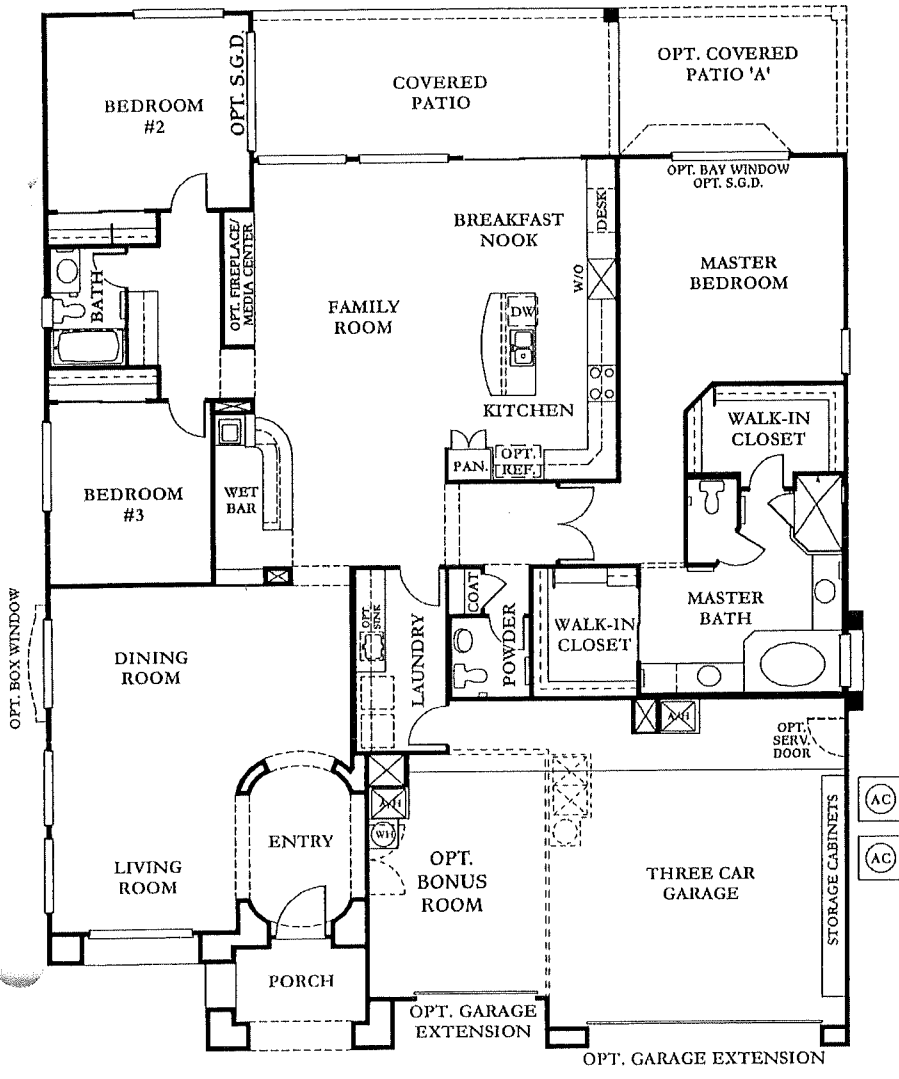 BEDROOM
#2
OPT. S.G.D.
COVERED
PATIO
OPT. COVERED
PATIO 'A'
OPT. BAY WINDOW
OPT. S.G.D.
BATH
OPT. FIREPLACE/
MEDIA CENTER
FAMILY
ROOM
BREAKFAST
NOOK
DESK
W/O
DW
KITCHEN
MASTER
BEDROOM
WALK-IN
CLOSET
PAN.
OPT.
REF.
BEDROOM
#3
WET
BAR
OPT. BOX WINDOW
DINING
ROOM
OPT
SINK
LAUNDRY
COAT
POWDER
WALK-IN
CLOSET
MASTER
BATH
A/H
OPT.
SERV.
DOOR
A/H
WH
ENTRY
LIVING
ROOM
OPT.
BONUS
ROOM
THREE CAR
GARAGE
STORAGE CABINETS
AC
AC
PORCH
OPT. GARAGE
EXTENSION
OPT. GARAGE EXTENSION